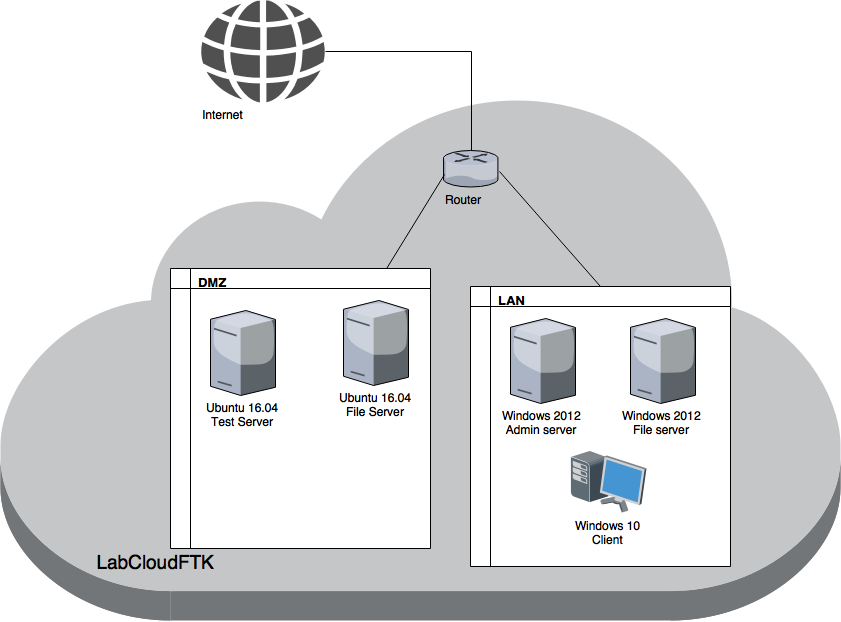 Internet
Router
DMZ
Ubuntu 16.04
Test Server
Ubuntu 16.04
File Server
LAN
Windows 2012
Admin server
Windows 2012
File server
Windows 10
Client
LabCloudFTK